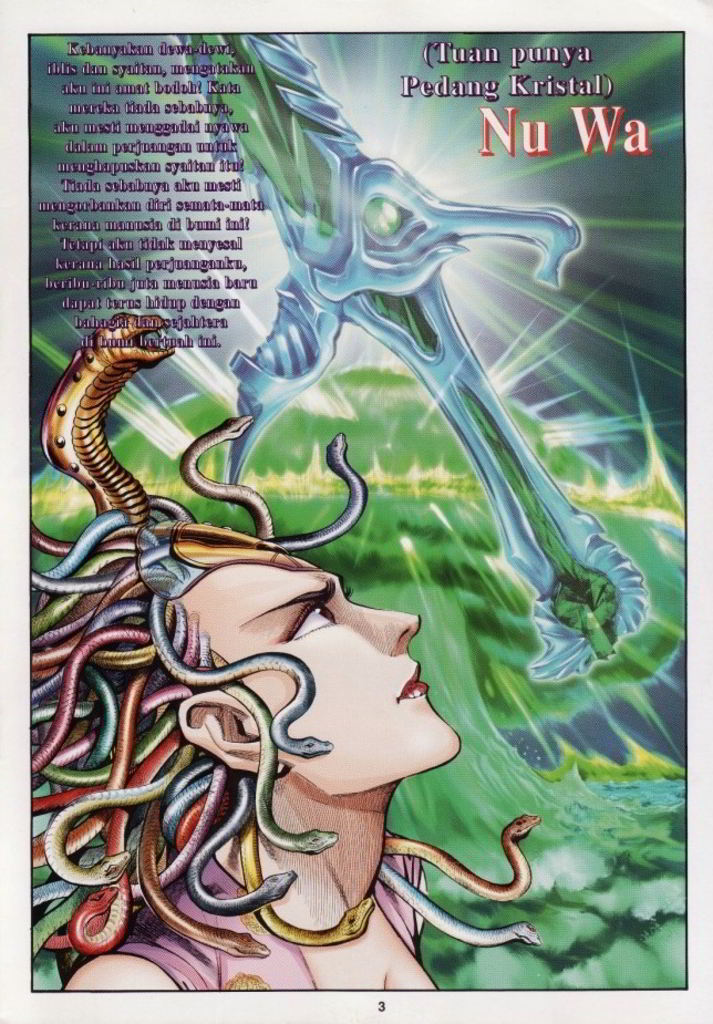 Kebanyakan dewa-dewi,
iblis dan syaitan, mengatakan
aku ini amat bodoh! Kata
mereka tiada sebabnya,
aku mesti menggadai nyawa
dalam perjuangan untuk
menghapuskan syaitan itu!
Tiada sebabnya aku mesti
mengorbankan diri semata-mata
kerana manusia di bumi ini!
Tetapi aku tidak menyesal
kerana hasil perjuanganku,
beribu-ribu juta menusia baru
dapat terus hidup dengan
bahagia dan sejahtera
di bumi bertuah ini.
(Tuan punya
Pedang Kristal)
Nu Wa
3